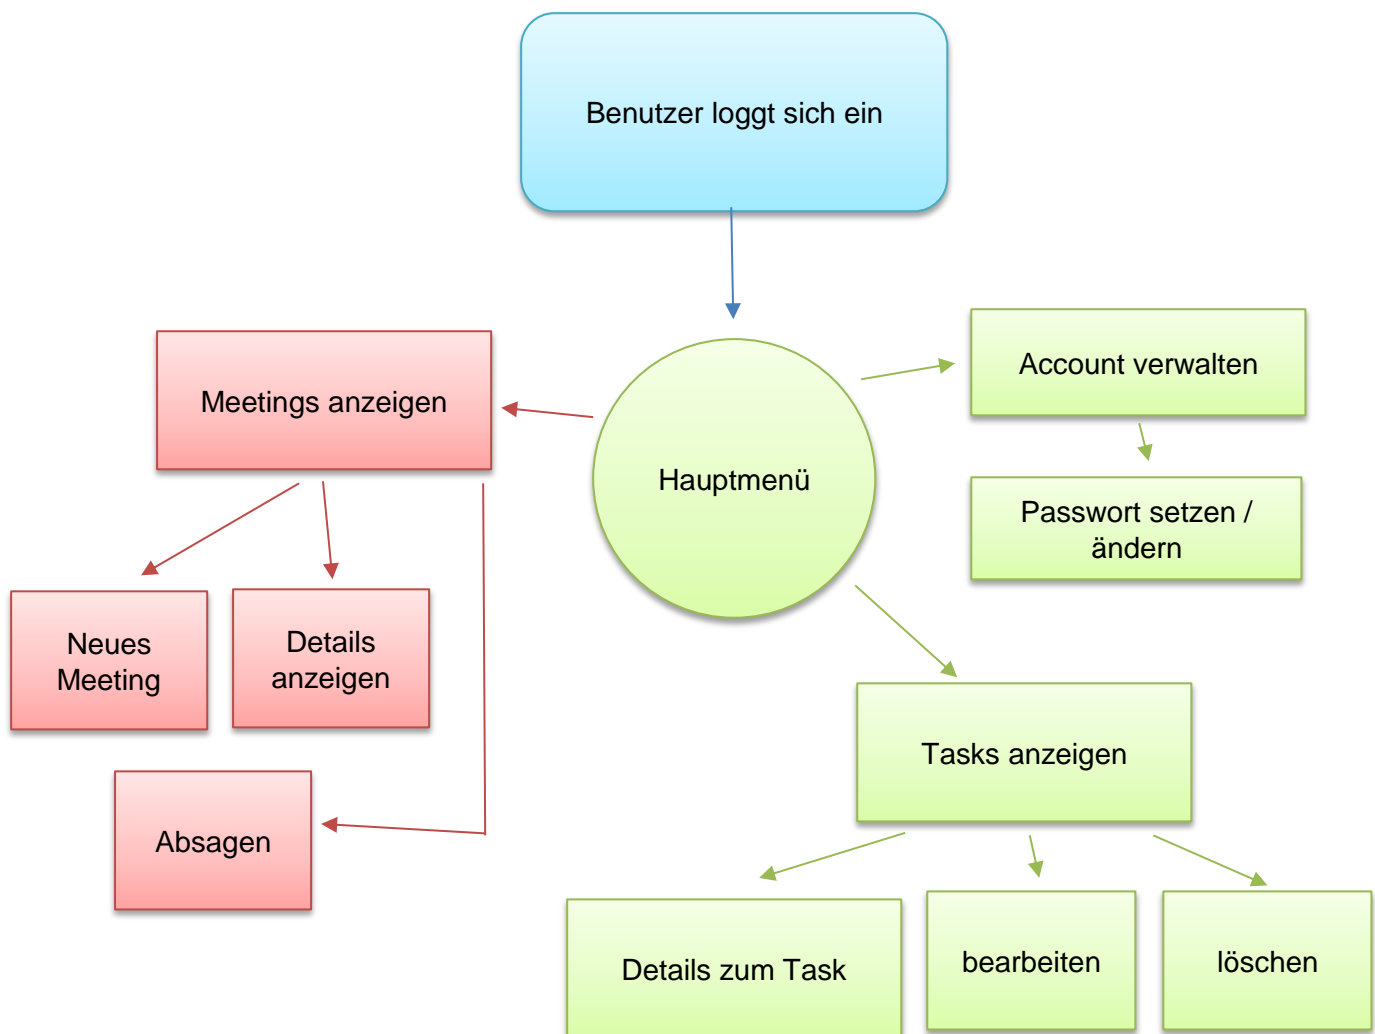 Benutzer loggt sich ein
Account verwalten
Meetings anzeigen
Hauptmenü
Passwort setzen /
ändern
Neues
Meeting
Details
anzeigen
Tasks anzeigen
Absagen
Details zum Task
bearbeiten
löschen